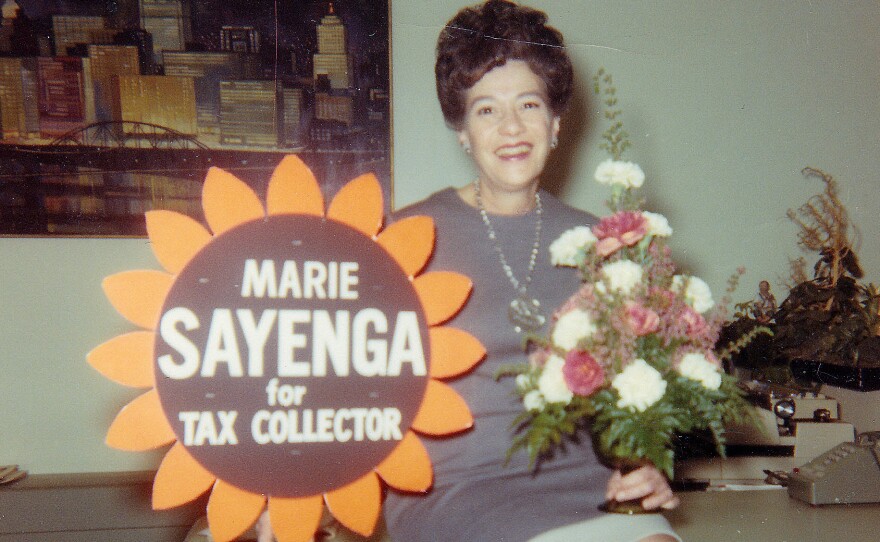 MARIE
SAYENGA
for
TAX COLLECTOR